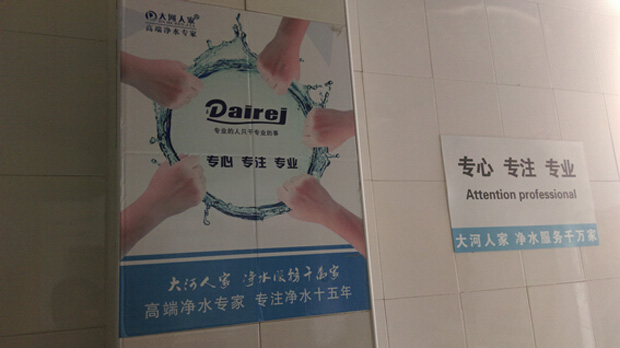 大河人家®
高端净水专家
Dairej
专业的人只干专业的事
专心 专注 专业
大河人家 净水服务千万家
高端净水专家 专注净水十五年
专心 专注 专业
Attention professional
大河人家 净水服务千万家